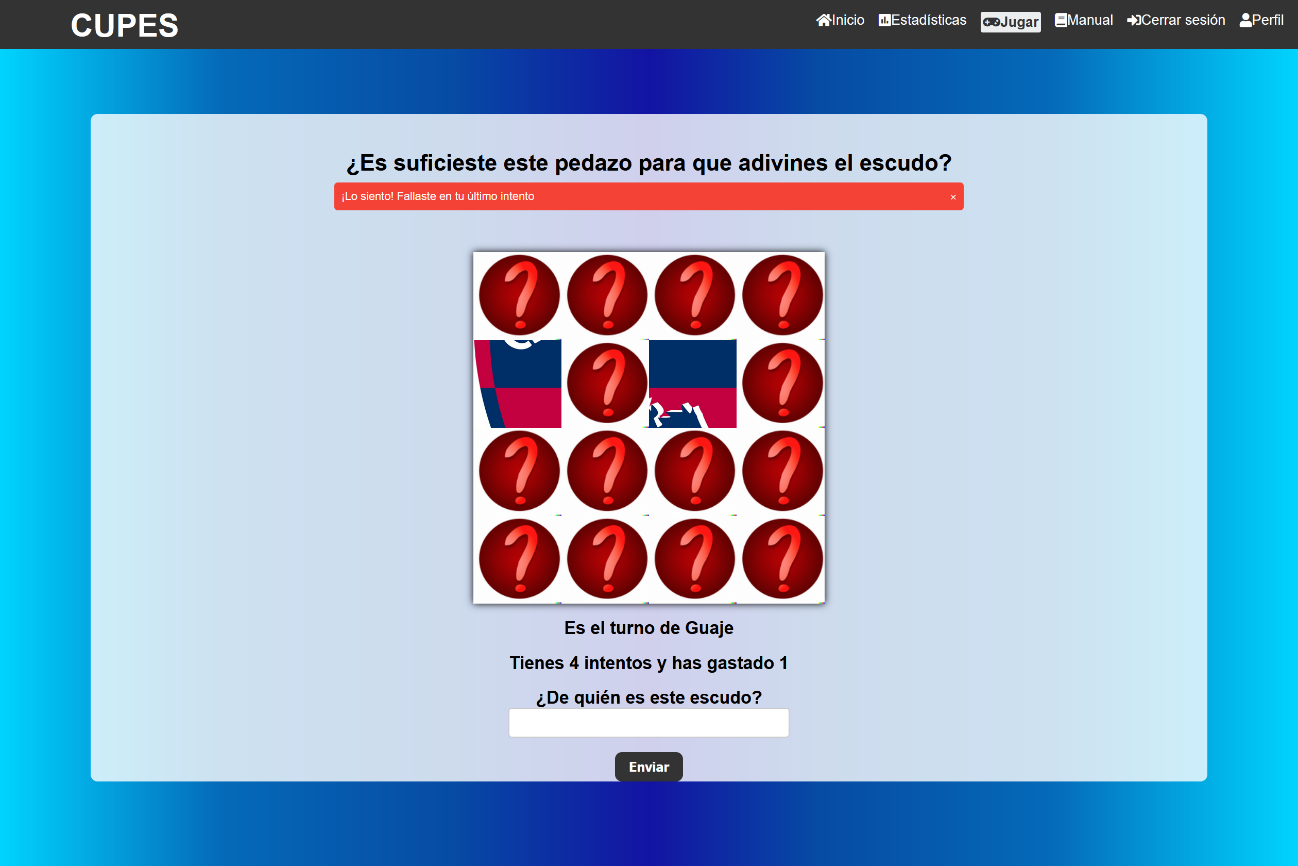 CUPES
Inicio
Estadísticas
Jugar
Manual
Cerrar sesión
Perfil
¿Es suficieste este pedazo para que adivines el escudo?
¡Lo siento! Fallaste en tu último intento ×
? ? ? ?
? ?
? ? ? ?
? ? ? ?
Es el turno de Guaje
Tienes 4 intentos y has gastado 1
¿De quién es este escudo?
Enviar